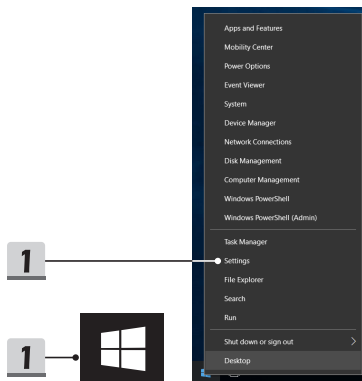 Apps and Features
Mobility Center
Power Options
Event Viewer
System
Device Manager
Network Connections
Disk Management
Computer Management
Windows PowerShell
Windows PowerShell (Admin)
Task Manager
1
Settings
File Explorer
Search
Run
1
Shut down or sign out
Desktop